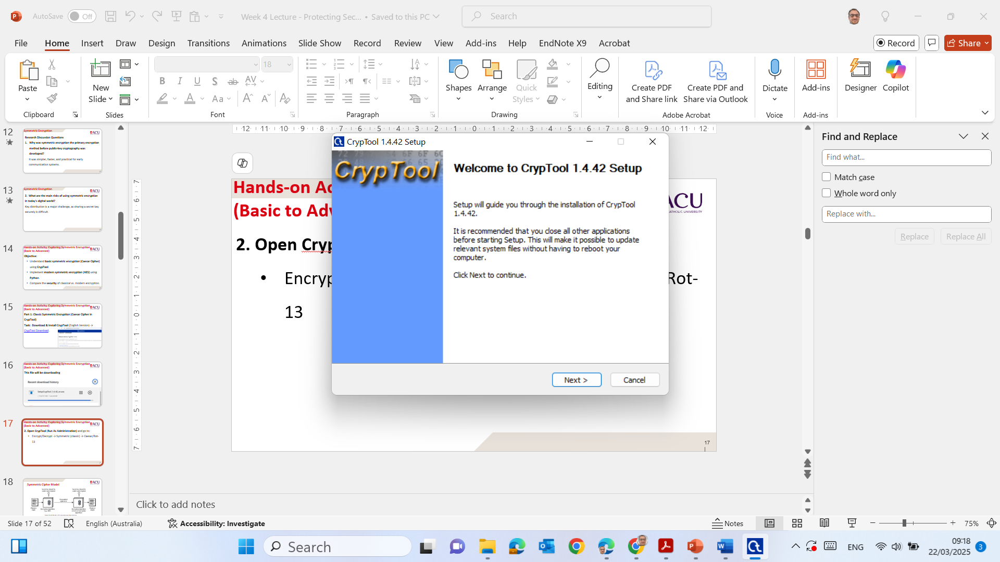 AutoSave Off
Week 4 Lecture - Protecting Sec... • Saved to this PC
Search
File Home Insert Draw Design Transitions Animations Slide Show Record Review View Add-ins Help EndNote X9 Acrobat
Record
Share
Paste
New Slide
18
Shapes
Arrange
Quick Styles
Editing
Create PDF and Share link
Create PDF and Share via Outlook
Dictate
Add-ins
Designer
Copilot
Clipboard
Slides
Font
Paragraph
Drawing
Adobe Acrobat
Voice
Add-ins
12
Symmetric Encryption
ACU
Research Discussion Questions
1. Why was symmetric encryption the primary encryption
method before public-key cryptography was
developed?
It was simpler, faster, and practical for early
communication systems.
13
Symmetric Encryption
ACU
2. What are the main risks of using symmetric encryption
in today's digital world?
Key distribution is a major challenge, as sharing a secret key
securely is difficult.
14
Hands-on Activity: Exploring Symmetric Encryption
(Basic to Advanced)
ACU
Objective:
• Understand basic symmetric encryption (Caesar Cipher)
using CrypTool.
• Implement modern symmetric encryption (AES) using
Python.
• Compare the security of classical vs. modern encryption.
15
Hands-on Activity: Exploring Symmetric Encryption
(Basic to Advanced)
ACU
Part 1: Classic Symmetric Encryption (Caesar Cipher in
CrypTool)
Task: Download & Install CrypTool (English Version) →
CrypTool Download
16
Hands-on Activity: Exploring Symmetric Encryption
(Basic to Advanced)
ACU
This file will be downloading
Recent download history
17
Hands-on Activity: Exploring Symmetric Encryption
(Basic to Advanced)
ACU
2. Open CrypTool (Run As Administration) and go to:
• Encrypt/Decrypt → Symmetric (classic) → Caesar/Rot-
13
18
Symmetric Cipher Model
ACU
Hands-on Ac
(Basic to Adv
ACU
CATHOLIC UNIVERSITY
2. Open Cryp
• Encryp
Rot-
13
17
CrypTool 1.4.42 Setup
CrypTool
Welcome to CrypTool 1.4.42 Setup
Setup will guide you through the installation of CrypTool
1.4.42.
It is recommended that you close all other applications
before starting Setup. This will make it possible to update
relevant system files without having to reboot your
computer.
Click Next to continue.
Next >
Cancel
Find and Replace
Find what...
Match case
Whole word only
Replace with...
Replace
Replace All
Click to add notes
Slide 17 of 52
English (Australia)
Accessibility: Investigate
Notes
75%
Search
ENG
09:18
22/03/2025
3